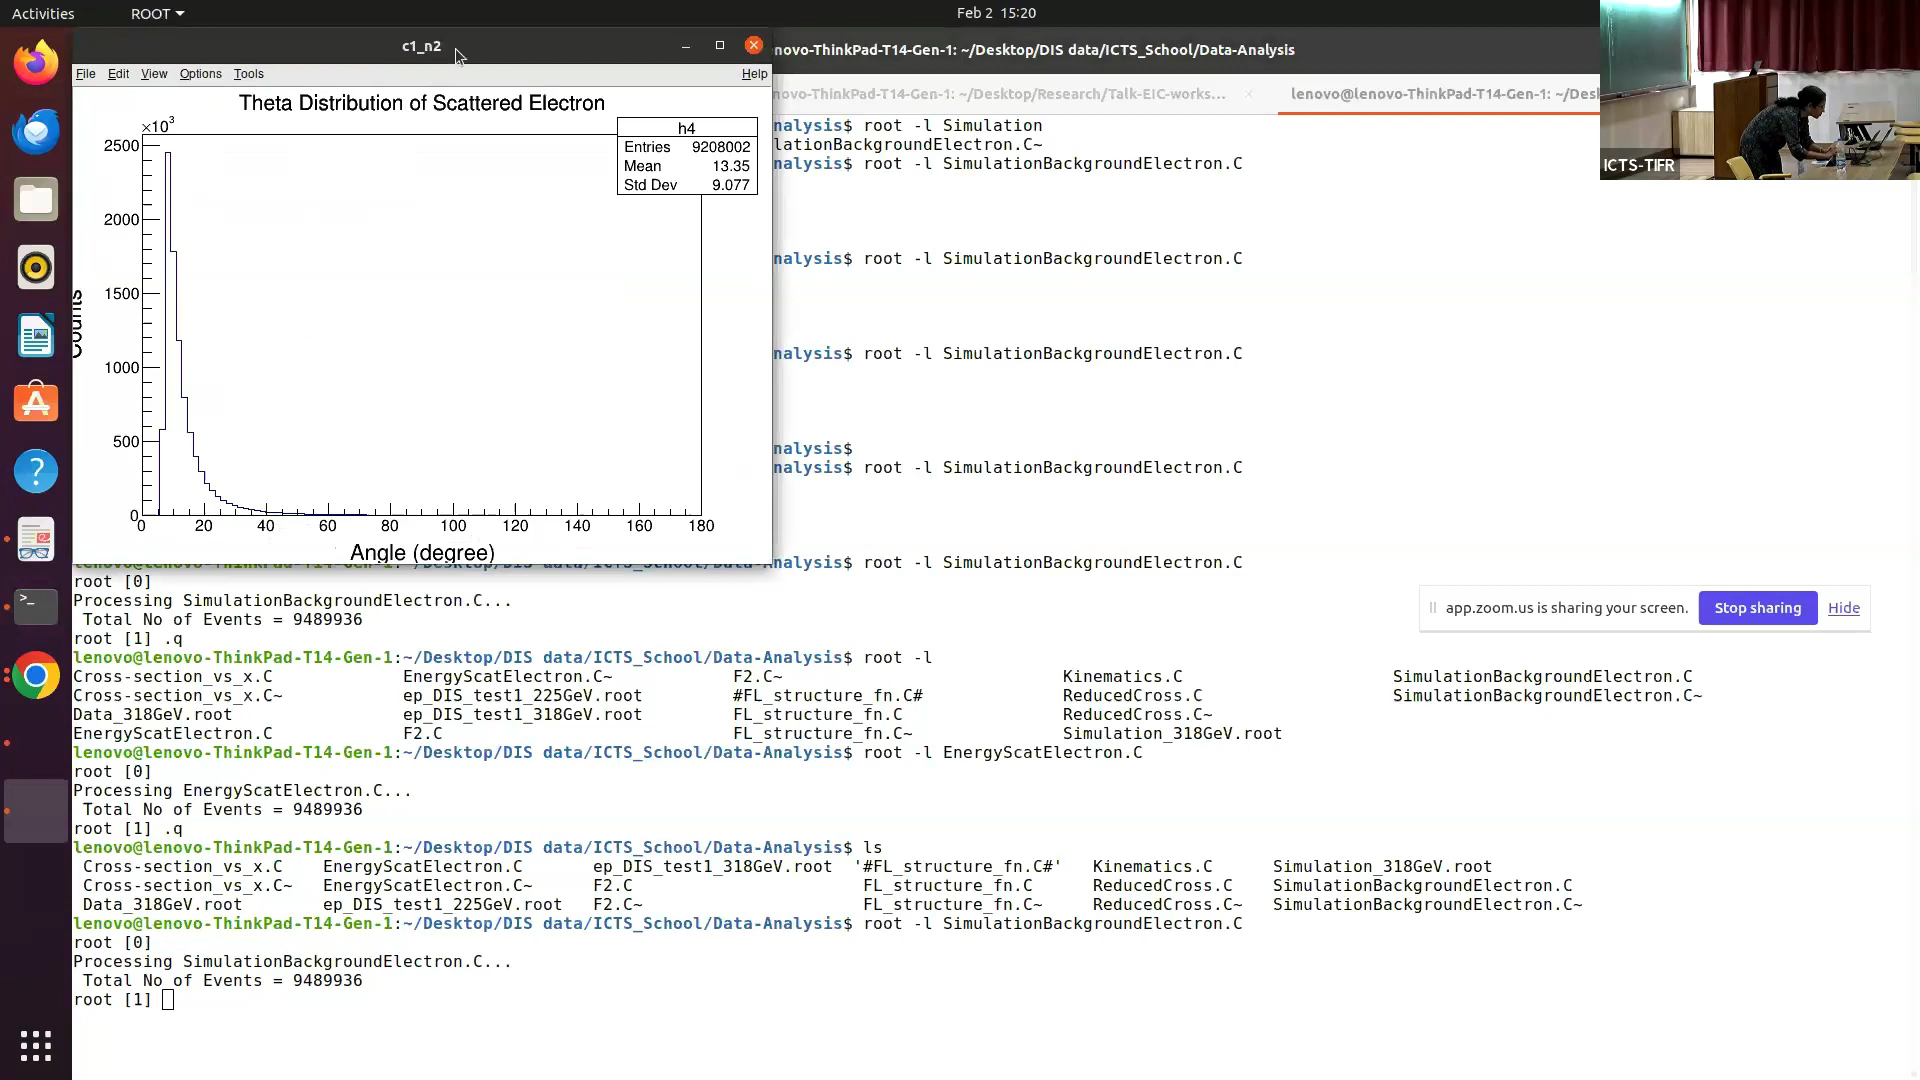 Activities
ROOT
Feb 2 15:20
c1_n2
novo-ThinkPad-T14-Gen-1: ~/Desktop/DIS data/ICTS_School/Data-Analysis
File Edit View Options Tools Help
novo-ThinkPad-T14-Gen-1: ~/Desktop/Research/Talk-EIC-works...
lenovo@lenovo-ThinkPad-T14-Gen-1: ~/Des
ICTS-TIFR
Theta Distribution of Scattered Electron
×10³
h4
Entries 9208002
Mean 13.35
Std Dev 9.077
2500
2000
1500
1000
500
0
Counts
0 20 40 60 80 100 120 140 160 180
Angle (degree)
nalysis$ root -l Simulation
lationBackgroundElectron.C~
nalysis$ root -l SimulationBackgroundElectron.C
nalysis$ root -l SimulationBackgroundElectron.C
nalysis$ root -l SimulationBackgroundElectron.C
nalysis$
nalysis$ root -l SimulationBackgroundElectron.C
lenovo@lenovo-ThinkPad-T14-Gen-1:~/Desktop/DIS data/ICTS_School/Data-Analysis$ root -l SimulationBackgroundElectron.C
root [0]
Processing SimulationBackgroundElectron.C...
Total No of Events = 9489936
root [1] .q
lenovo@lenovo-ThinkPad-T14-Gen-1:~/Desktop/DIS data/ICTS_School/Data-Analysis$ root -l
Cross-section_vs_x.C EnergyScatElectron.C~ F2.C~ Kinematics.C SimulationBackgroundElectron.C
Cross-section_vs_x.C~ ep_DIS_test1_225GeV.root #FL_structure_fn.C# ReducedCross.C SimulationBackgroundElectron.C~
Data_318GeV.root ep_DIS_test1_318GeV.root FL_structure_fn.C ReducedCross.C~
EnergyScatElectron.C F2.C FL_structure_fn.C~ Simulation_318GeV.root
lenovo@lenovo-ThinkPad-T14-Gen-1:~/Desktop/DIS data/ICTS_School/Data-Analysis$ root -l EnergyScatElectron.C
root [0]
Processing EnergyScatElectron.C...
Total No of Events = 9489936
root [1] .q
lenovo@lenovo-ThinkPad-T14-Gen-1:~/Desktop/DIS data/ICTS_School/Data-Analysis$ ls
Cross-section_vs_x.C EnergyScatElectron.C ep_DIS_test1_318GeV.root '#FL_structure_fn.C#' Kinematics.C Simulation_318GeV.root
Cross-section_vs_x.C~ EnergyScatElectron.C~ F2.C FL_structure_fn.C ReducedCross.C SimulationBackgroundElectron.C
Data_318GeV.root ep_DIS_test1_225GeV.root F2.C~ FL_structure_fn.C~ ReducedCross.C~ SimulationBackgroundElectron.C~
lenovo@lenovo-ThinkPad-T14-Gen-1:~/Desktop/DIS data/ICTS_School/Data-Analysis$ root -l SimulationBackgroundElectron.C
root [0]
Processing SimulationBackgroundElectron.C...
Total No of Events = 9489936
root [1]
app.zoom.us is sharing your screen. Stop sharing Hide